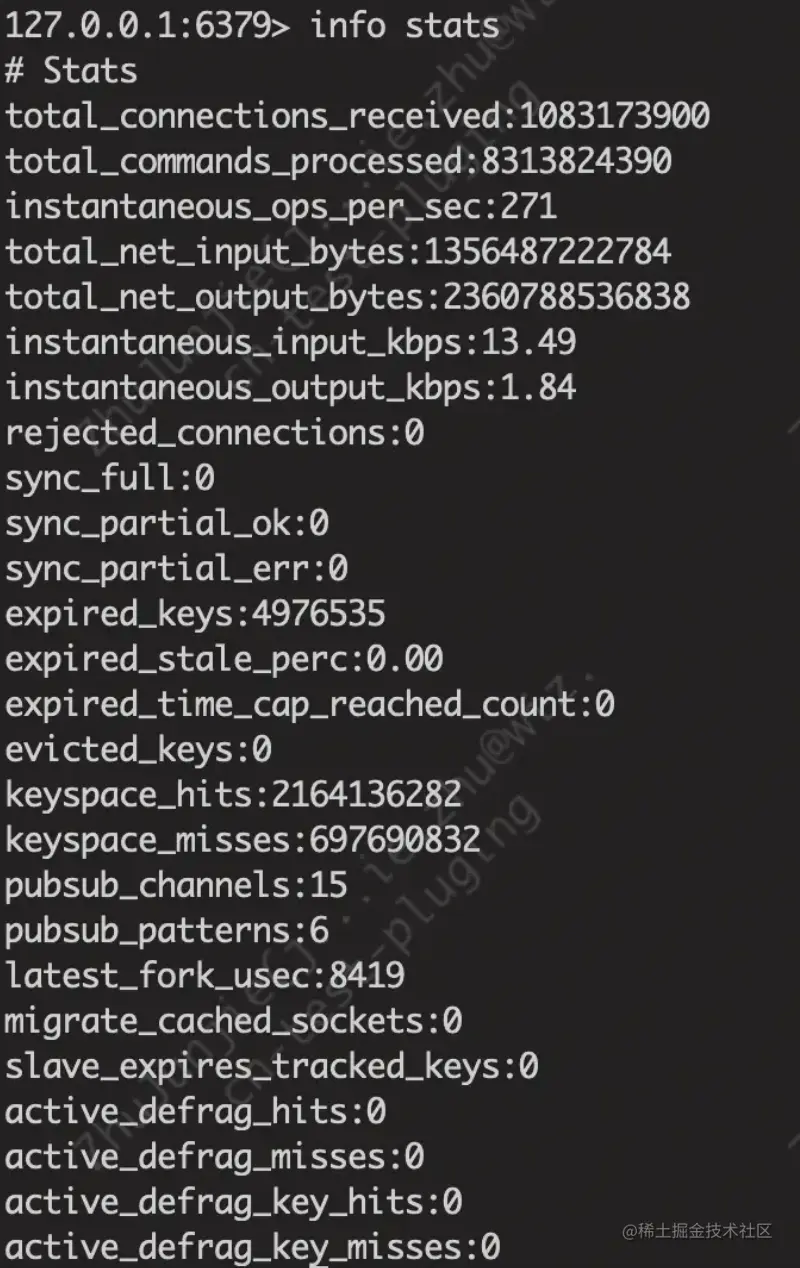 127.0.0.1:6379> info stats
# Stats
total_connections_received:1083173900
total_commands_processed:8313824390
instantaneous_ops_per_sec:271
total_net_input_bytes:1356487222784
total_net_output_bytes:2360788536838
instantaneous_input_kbps:13.49
instantaneous_output_kbps:1.84
rejected_connections:0
sync_full:0
sync_partial_ok:0
sync_partial_err:0
expired_keys:4976535
expired_stale_perc:0.00
expired_time_cap_reached_count:0
evicted_keys:0
keyspace_hits:2164136282
keyspace_misses:697690832
pubsub_channels:15
pubsub_patterns:6
latest_fork_usec:8419
migrate_cached_sockets:0
slave_expires_tracked_keys:0
active_defrag_hits:0
active_defrag_misses:0
active_defrag_key_hits:0
active_defrag_key_misses:0
@稀土掘金技术社区